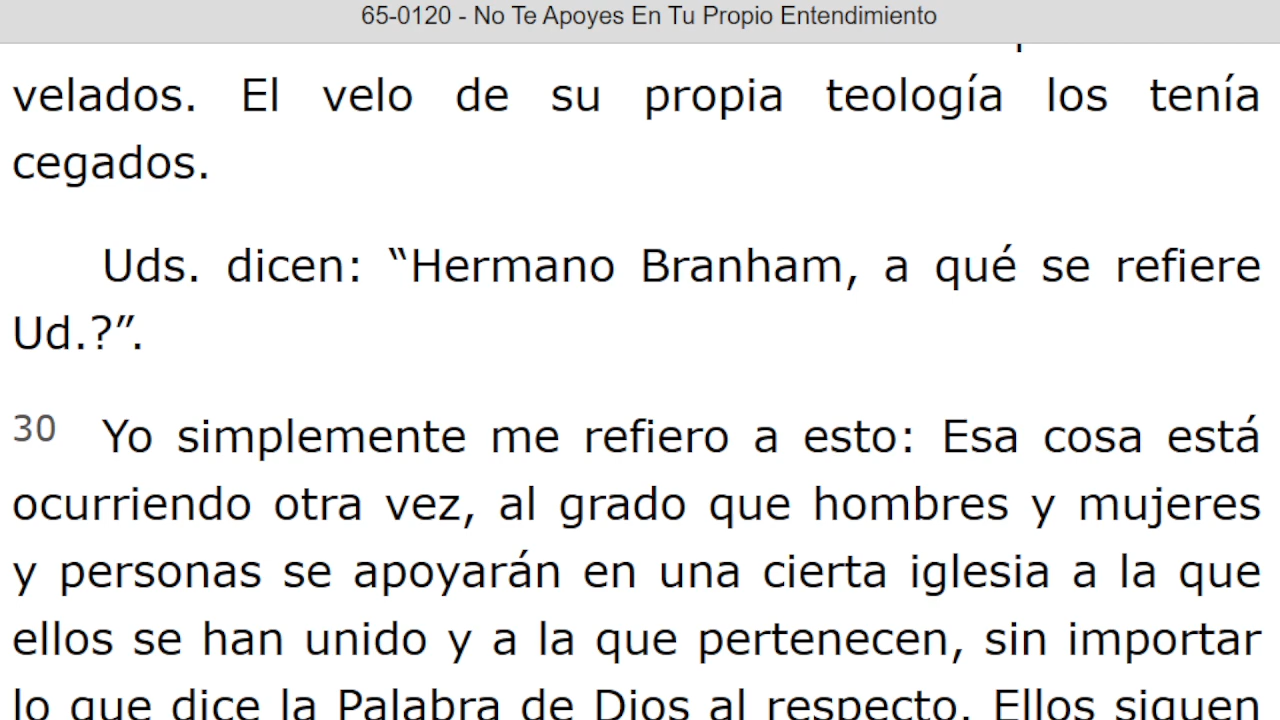 65-0120 - No Te Apoyes En Tu Propio Entendimiento
velados. El velo de su propia teología los tenía
cegados.
Uds. dicen: “Hermano Branham, a qué se refiere
Ud.?”.
30 Yo simplemente me refiero a esto: Esa cosa está
ocurriendo otra vez, al grado que hombres y mujeres
y personas se apoyarán en una cierta iglesia a la que
ellos se han unido y a la que pertenecen, sin importar
lo que dice la Palabra de Dios al respecto. Ellos siguen